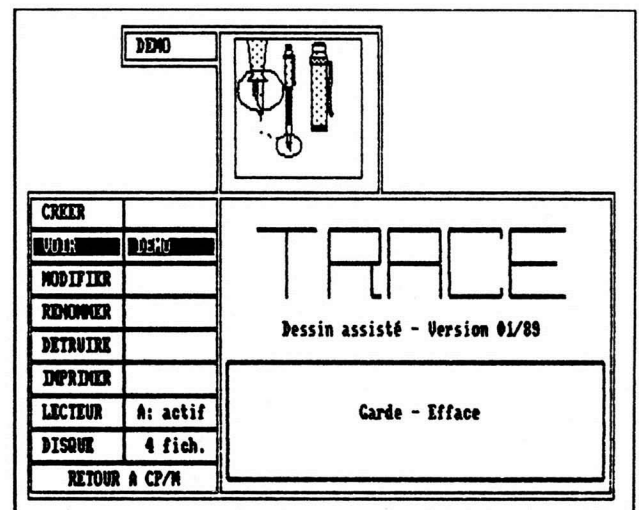 DEMO
CREER
VOIR DEMO
MODIFIER
RENOMMER
DETRUIRE
IMPRIMER
LECTEUR A: actif
DISQUE 4 fich.
RETOUR A CP/M
TRACE
Dessin assisté - Version 01/89
Garde - Efface